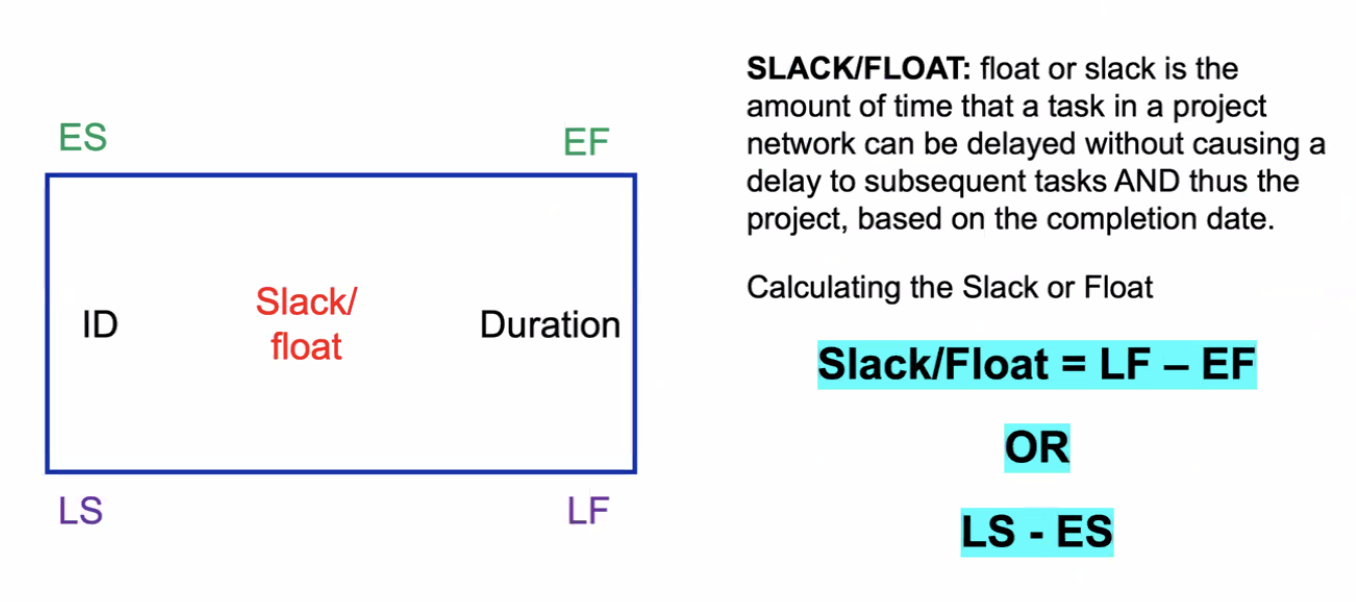 ES
EF
ID
Slack/
float
Duration
LS
LF
SLACK/FLOAT: float or slack is the
amount of time that a task in a project
network can be delayed without causing a
delay to subsequent tasks AND thus the
project, based on the completion date.
Calculating the Slack or Float
Slack/Float = LF – EF
OR
LS - ES